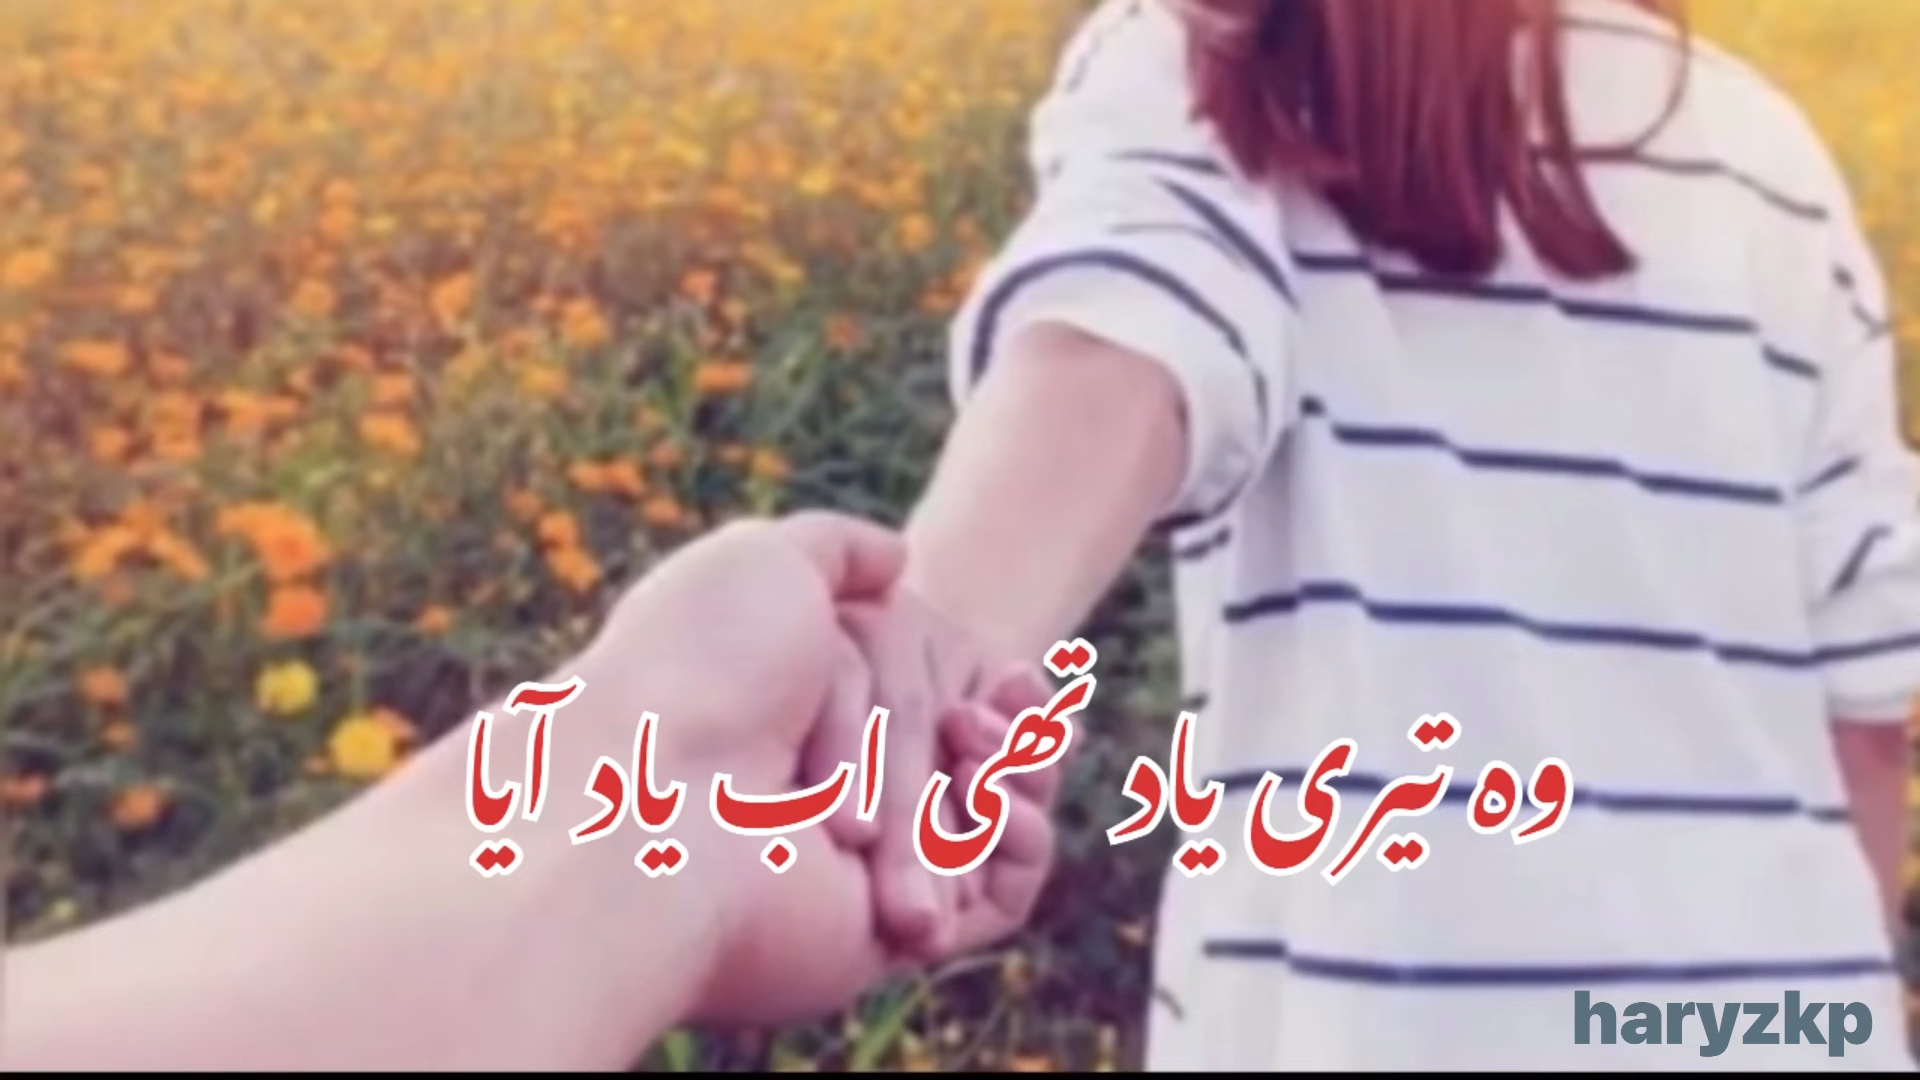 وہ تیری یاد تھی اب یاد آیا
haryzkp